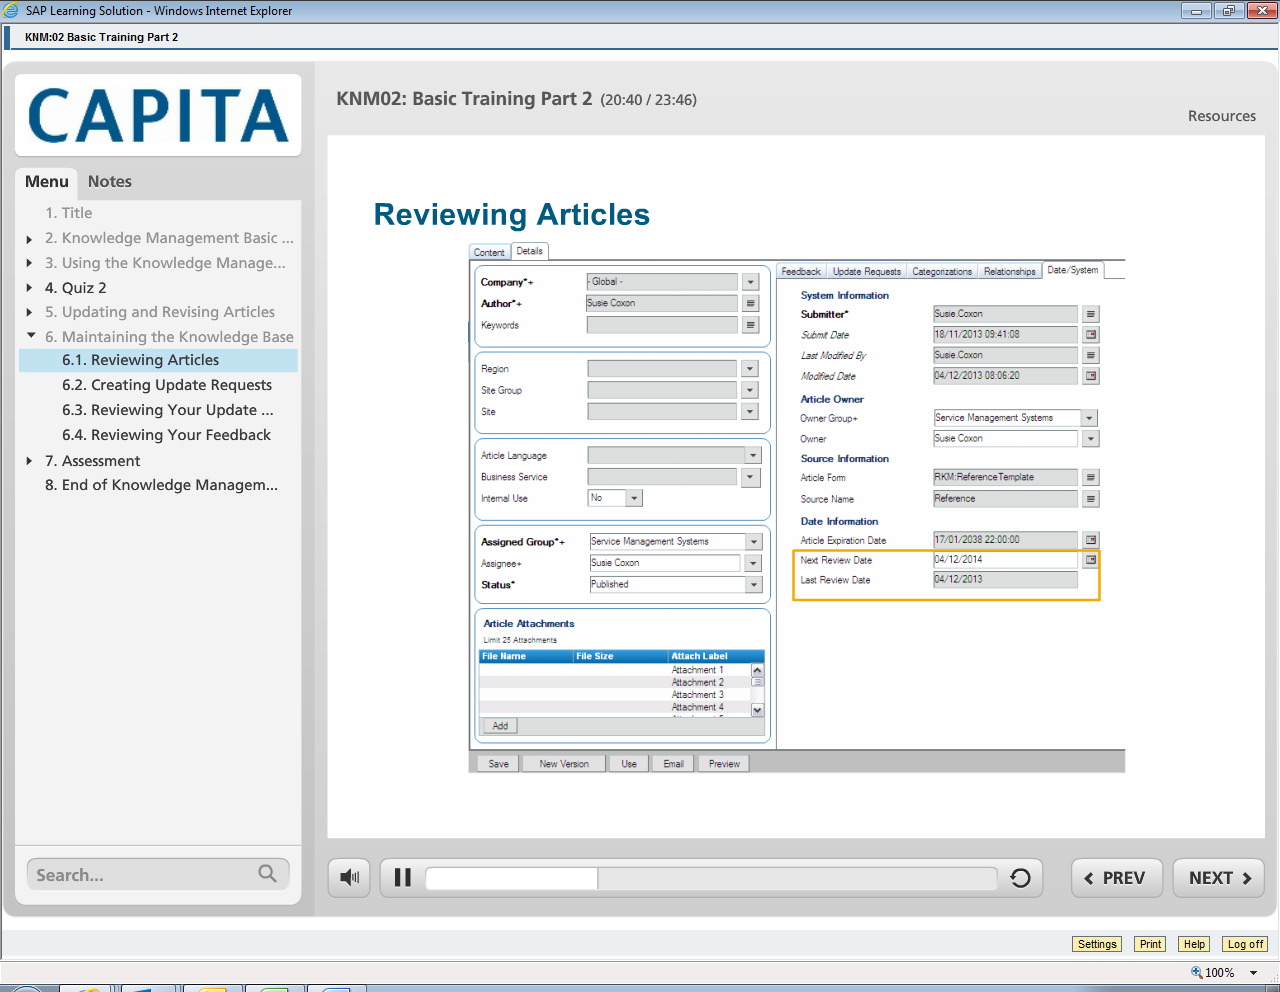 SAP Learning Solution - Windows Internet Explorer
KNM:02 Basic Training Part 2
CAPITA
KNM02: Basic Training Part 2 (20:40 / 23:46)
Resources
Menu
Notes
1. Title
2. Knowledge Management Basic ...
3. Using the Knowledge Manage...
4. Quiz 2
5. Updating and Revising Articles
6. Maintaining the Knowledge Base
6.1. Reviewing Articles
6.2. Creating Update Requests
6.3. Reviewing Your Update ...
6.4. Reviewing Your Feedback
7. Assessment
8. End of Knowledge Managem...
Search...
Reviewing Articles
Content
Details
Company*+
- Global -
Author*+
Susie Coxon
Keywords
Region
Site Group
Site
Article Language
Business Service
Internal Use
No
Assigned Group*+
Service Management Systems
Assignee+
Susie Coxon
Status*
Published
Article Attachments
Limit 25 Attachments
File Name
File Size
Attach Label
Attachment 1
Attachment 2
Attachment 3
Attachment 4
Add
Feedback
Update Requests
Categorizations
Relationships
Date/System
System Information
Submitter*
Susie.Coxon
Submit Date
18/11/2013 09:41:08
Last Modified By
Susie.Coxon
Modified Date
04/12/2013 08:06:20
Article Owner
Owner Group+
Service Management Systems
Owner
Susie Coxon
Source Information
Article Form
RKM:ReferenceTemplate
Source Name
Reference
Date Information
Article Expiration Date
17/01/2038 22:00:00
Next Review Date
04/12/2014
Last Review Date
04/12/2013
Save
New Version
Use
Email
Preview
PREV
NEXT
Settings
Print
Help
Log off
100%